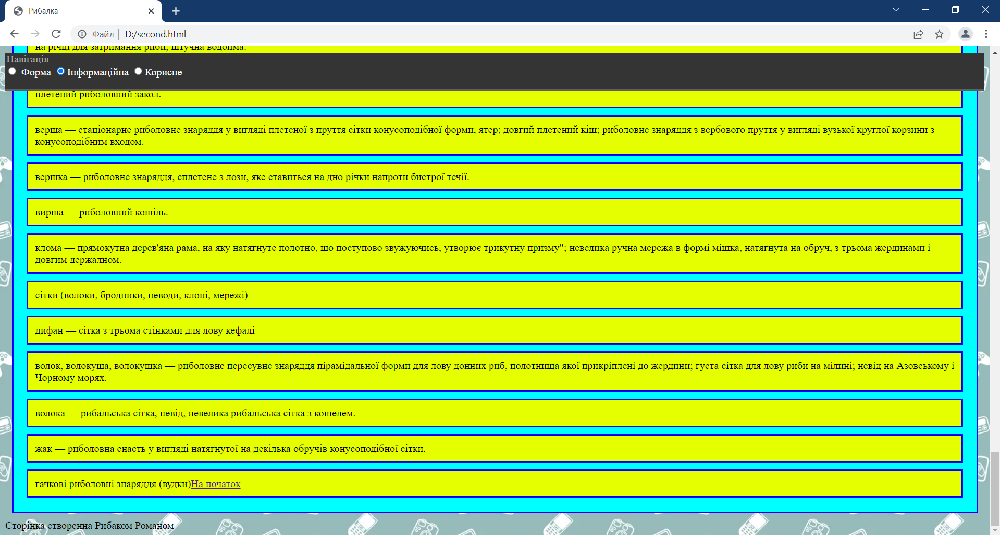 Рибалка
Файл | D:/second.html
на річці для затримання риби, штучна водойма.
Навігація
Форма Інформаційна Корисне
плетений риболовний закол.
верша — стаціонарне риболовне знаряддя у вигляді плетеної з пруття сітки конусоподібної форми, ятер; довгий плетений кіш; риболовне знаряддя з вербового пруття у вигляді вузької круглої корзини з
конусоподібним входом.
вершка — риболовне знаряддя, сплетене з лози, яке ставиться на дно річки напроти бистрої течії.
вирша — риболовний кошіль.
клома — прямокутна дерев'яна рама, на яку натягнуте полотно, що поступово звужуючись, утворює трикутну призму"; невелика ручна мережа в формі мішка, натягнута на обруч, з трьома жердинами і
довгим держалном.
сітки (волоки, бродники, неводи, клоні, мережі)
дифан — сітка з трьома стінками для лову кефалі
волок, волокуша, волокушка — риболовне пересувне знаряддя пірамідальної форми для лову донних риб, полотнища якої прикріплені до жердини; густа сітка для лову риби на мілині; невід на Азовському і
Чорному морях.
волока — рибальська сітка, невід, невелика рибальська сітка з кошелем.
жак — риболовна снасть у вигляді натягнутої на декілька обручів конусоподібної сітки.
гачкові риболовні знаряддя (вудки)На початок
Сторінка створенна Рибаком Романом